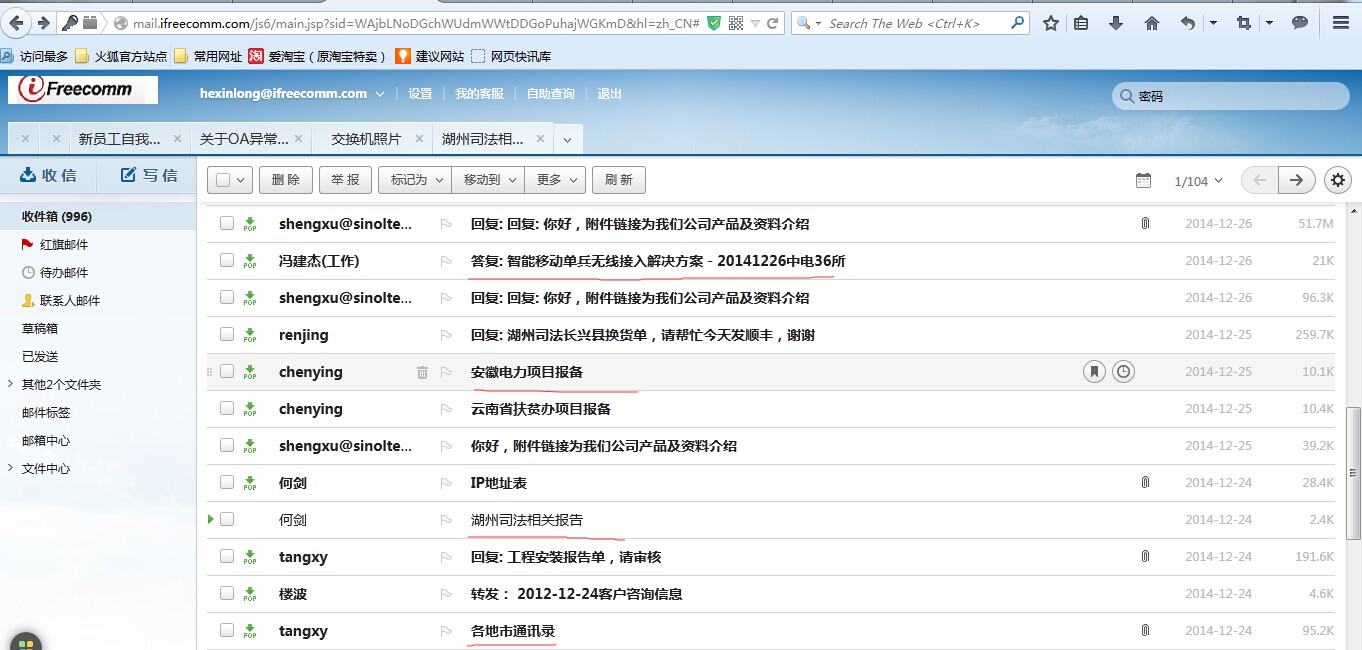 mail.ifreecomm.com/js6/main.jsp?sid=WAjbLNoDGchWUdmWWtDDGoPuhajWGKmD&hl=zh_CN#
Search The Web <Ctrl+K>
访问最多 火狐官方站点 常用网址 淘 爱淘宝（原淘宝特卖） 建议网站 网页快讯库
iFreecomm
hexinlong@ifreecomm.com 设置 我的客服 自助查询 退出
密码
新员工自我... 关于OA异常... 交换机照片 湖州司法相...
收信 写信
删 除 举 报 标记为 移动到 更多 刷 新
1/104
收件箱 (996)
红旗邮件
待办邮件
联系人邮件
草稿箱
已发送
其他2个文件夹
邮件标签
邮箱中心
文件中心
POP shengxu@sinolte... 回复: 回复: 你好，附件链接为我们公司产品及资料介绍 2014-12-26 51.7M
POP 冯建杰(工作) 答复: 智能移动单兵无线接入解决方案 - 20141226中电36所 2014-12-26 21K
POP shengxu@sinolte... 回复: 回复: 你好，附件链接为我们公司产品及资料介绍 2014-12-26 96.3K
POP renjing 回复: 湖州司法长兴县换货单，请帮忙今天发顺丰，谢谢 2014-12-25 259.7K
POP chenying 安徽电力项目报备 2014-12-25 10.1K
POP chenying 云南省扶贫办项目报备 2014-12-25 10.4K
POP shengxu@sinolte... 你好，附件链接为我们公司产品及资料介绍 2014-12-25 39.2K
POP 何剑 IP地址表 2014-12-24 28.4K
何剑 湖州司法相关报告 2014-12-24 2.4K
POP tangxy 回复: 工程安装报告单，请审核 2014-12-24 191.6K
POP 楼波 转发： 2012-12-24客户咨询信息 2014-12-24 4.6K
POP tangxy 各地市通讯录 2014-12-24 95.2K